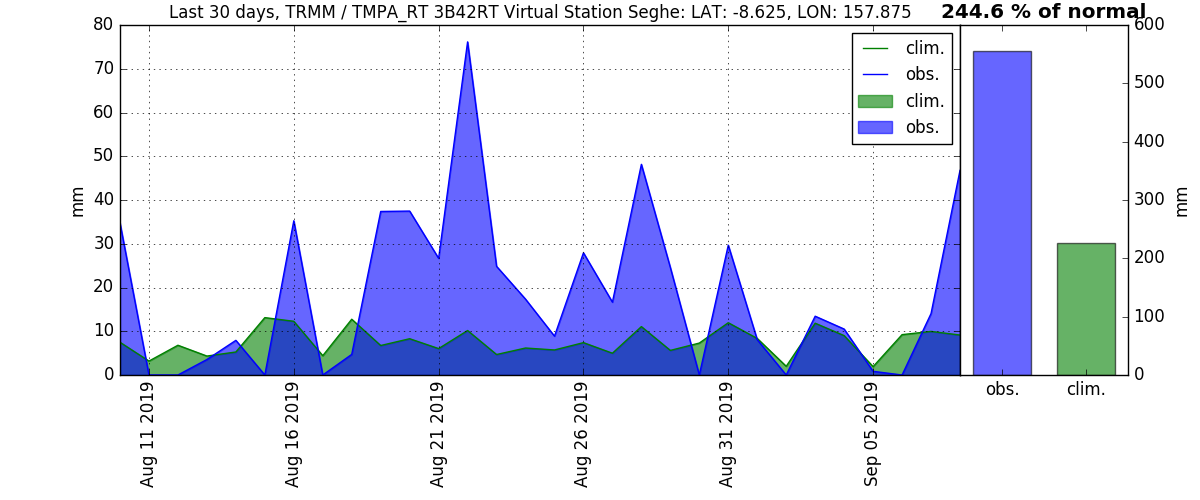 Last 30 days, TRMM / TMPA_RT 3B42RT Virtual Station Seghe: LAT: -8.625, LON: 157.875
244.6 % of normal
80
70
60
50
40
30
20
10
0
mm
clim.
obs.
clim.
obs.
600
500
400
300
200
100
0
mm
Aug 11 2019
Aug 16 2019
Aug 21 2019
Aug 26 2019
Aug 31 2019
Sep 05 2019
obs.
clim.